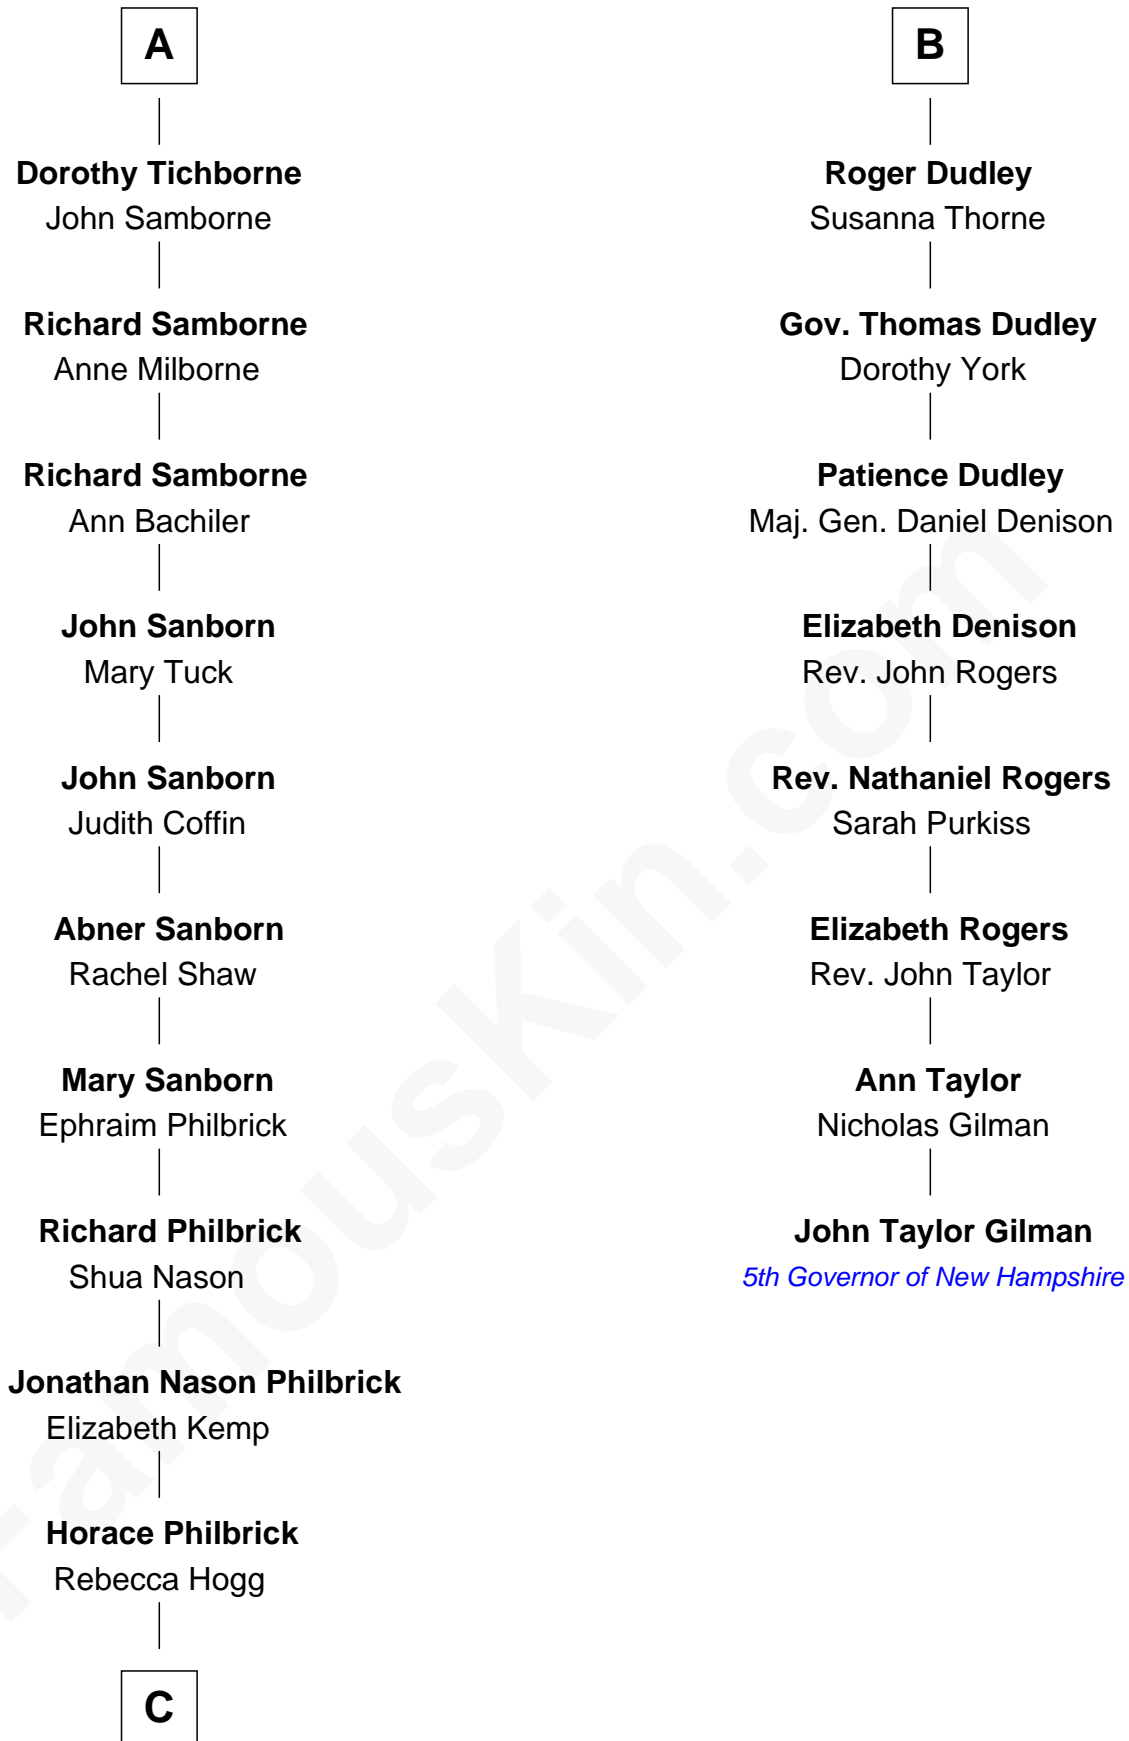 A
Dorothy Tichborne
John Samborne
Richard Samborne
Anne Milborne
Richard Samborne
Ann Bachiler
John Sanborn
Mary Tuck
John Sanborn
Judith Coffin
Abner Sanborn
Rachel Shaw
Mary Sanborn
Ephraim Philbrick
Richard Philbrick
Shua Nason
Jonathan Nason Philbrick
Elizabeth Kemp
Horace Philbrick
Rebecca Hogg
C
B
Roger Dudley
Susanna Thorne
Gov. Thomas Dudley
Dorothy York
Patience Dudley
Maj. Gen. Daniel Denison
Elizabeth Denison
Rev. John Rogers
Rev. Nathaniel Rogers
Sarah Purkiss
Elizabeth Rogers
Rev. John Taylor
Ann Taylor
Nicholas Gilman
John Taylor Gilman
5th Governor of New Hampshire
FamousKin.com